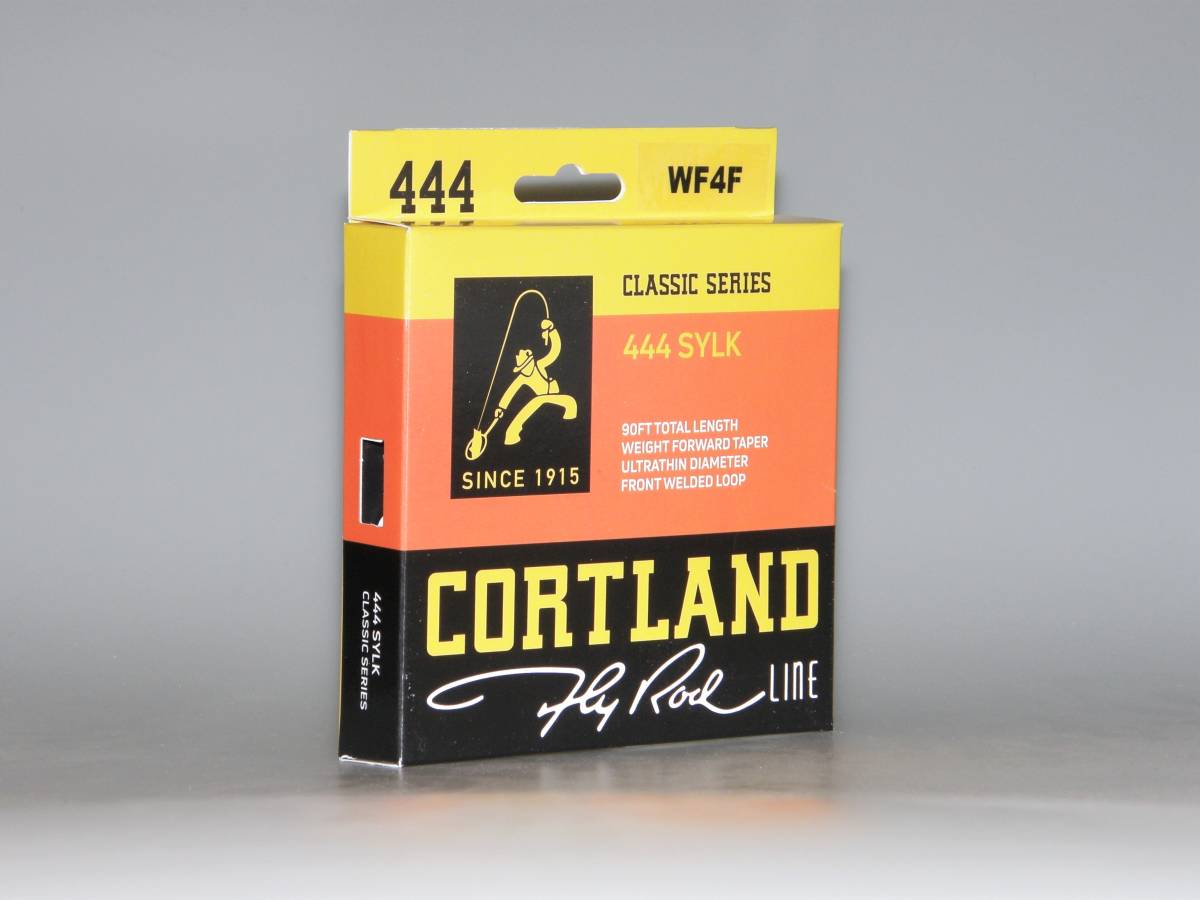 444
WF4F
CLASSIC SERIES
444 SYLK
90FT TOTAL LENGTH
WEIGHT FORWARD TAPER
ULTRATHIN DIAMETER
FRONT WELDED LOOP
SINCE 1915
CORTLAND
Fly Rod LINE
444 SYLK
CLASSIC SERIES